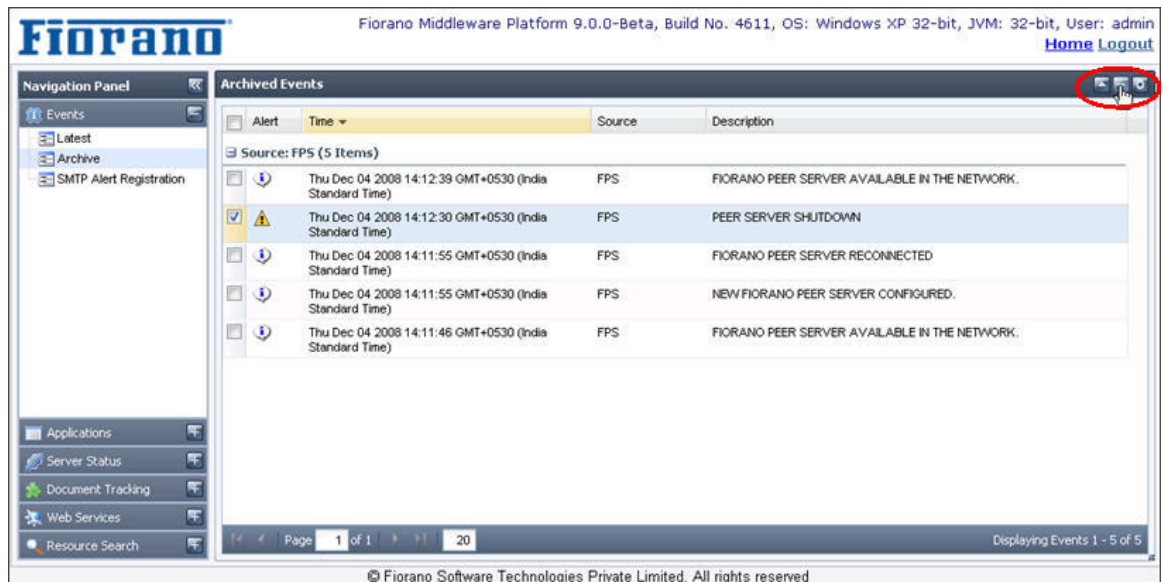 Fiorano
Fiorano Middleware Platform 9.0.0-Beta, Build No. 4611, OS: Windows XP 32-bit, JVM: 32-bit, User: admin
Home Logout
Navigation Panel
Events
Latest
Archive
SMTP Alert Registration
Applications
Server Status
Document Tracking
Web Services
Resource Search
Archived Events
Alert Time Source Description
Source: FPS (5 Items)
Thu Dec 04 2008 14:12:39 GMT+0530 (India FPS FIORANO PEER SERVER AVAILABLE IN THE NETWORK.
Standard Time)
Thu Dec 04 2008 14:12:30 GMT+0530 (India FPS PEER SERVER SHUTDOWN
Standard Time)
Thu Dec 04 2008 14:11:55 GMT+0530 (India FPS FIORANO PEER SERVER RECONNECTED
Standard Time)
Thu Dec 04 2008 14:11:55 GMT+0530 (India FPS NEW FIORANO PEER SERVER CONFIGURED.
Standard Time)
Thu Dec 04 2008 14:11:46 GMT+0530 (India FPS FIORANO PEER SERVER AVAILABLE IN THE NETWORK.
Standard Time)
Page 1 of 1 20 Displaying Events 1 - 5 of 5
© Fiorano Software Technologies Private Limited. All rights reserved